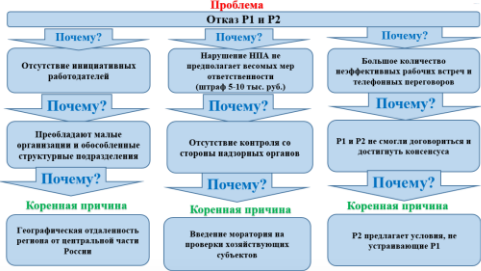 Проблема
Отказ Р1 и Р2
Почему?
Почему?
Почему?
Отсутствие инициативных
работодателей
Нарушение НПА не
предполагает весомых мер
ответственности
(штраф 5-10 тыс. руб.)
Большое количество
неэффективных рабочих встреч и
телефонных переговоров
Почему?
Почему?
Почему?
Преобладают малые
организации и обособленные
структурные подразделения
Отсутствие контроля со
стороны надзорных органов
Р1 и Р2 не смогли договориться и
достигнуть консенсуса
Почему?
Почему?
Почему?
Коренная причина
Коренная причина
Коренная причина
Географическая отдаленность
региона от центральной части
России
Введение моратория на
проверки хозяйствующих
субъектов
Р2 предлагает условия, не
устраивающие Р1